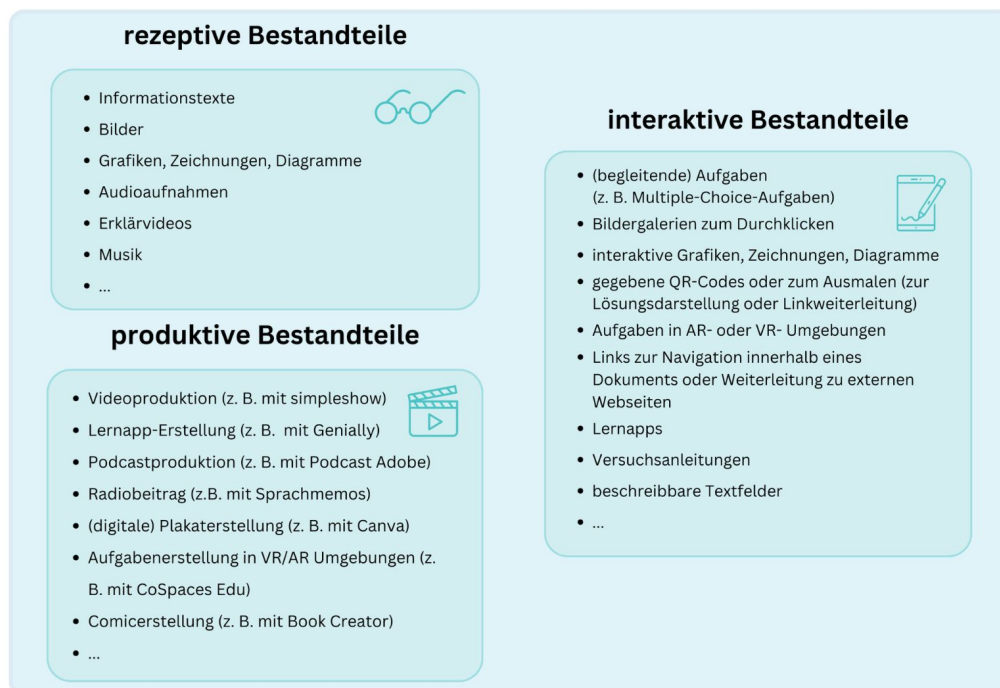 rezeptive Bestandteile
• Informationstexte
• Bilder
• Grafiken, Zeichnungen, Diagramme
• Audioaufnahmen
• Erklärvideos
• Musik
• ...
produktive Bestandteile
• Videoproduktion (z. B. mit simpleshow)
• Lernapp-Erstellung (z. B. mit Genially)
• Podcastproduktion (z. B. mit Podcast Adobe)
• Radiobeitrag (z.B. mit Sprachmemos)
• (digitale) Plakaterstellung (z. B. mit Canva)
• Aufgabenerstellung in VR/AR Umgebungen (z.
B. mit CoSpaces Edu)
• Comicerstellung (z. B. mit Book Creator)
• ...
interaktive Bestandteile
• (begleitende) Aufgaben
(z. B. Multiple-Choice-Aufgaben)
• Bildergalerien zum Durchklicken
• interaktive Grafiken, Zeichnungen, Diagramme
• gegebene QR-Codes oder zum Ausmalen (zur
Lösungsdarstellung oder Linkweiterleitung)
• Aufgaben in AR- oder VR- Umgebungen
• Links zur Navigation innerhalb eines
Dokuments oder Weiterleitung zu externen
Webseiten
• Lernapps
• Versuchsanleitungen
• beschreibbare Textfelder
• ...